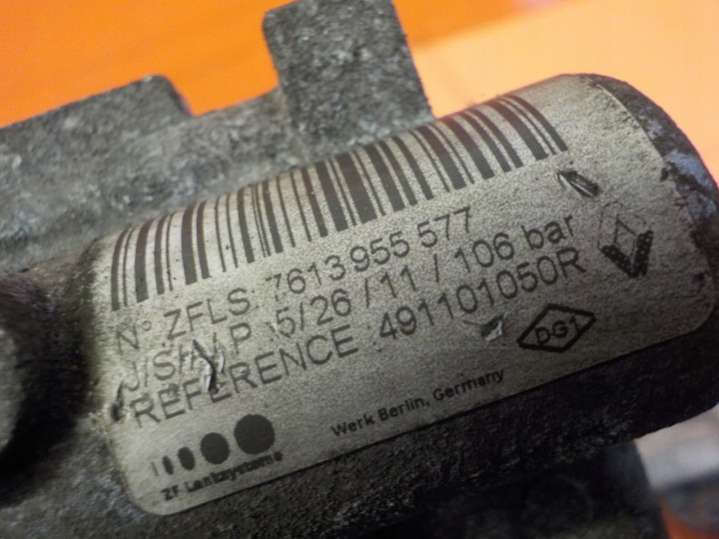 N° ZFLS: 7613 955 577
J/S/A/ P :5/26 /11 / 106 bar
REFERENCE :491101050R
DG1
Werk Berlin, Germany
ZF Lenksysteme